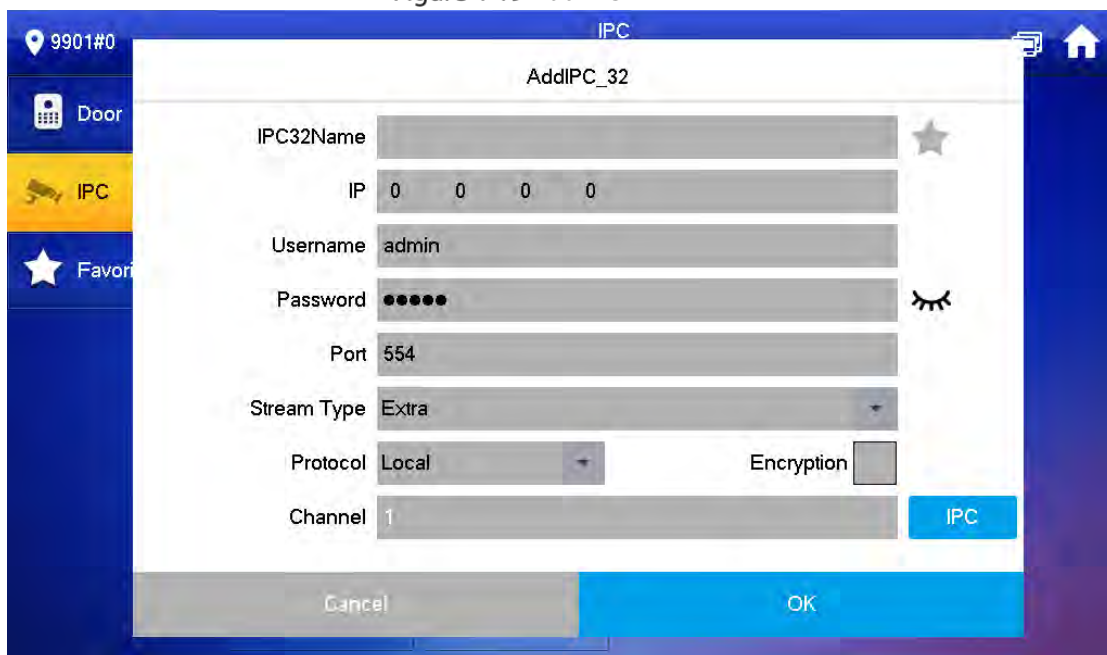 IPC
9901#0
AddIPC_32
Door
IPC32Name
IPC
IP 0 0 0 0
Username admin
Favori
Password ●●●●●
Port 554
Stream Type Extra
Protocol Local Encryption
Channel 1 IPC
Cancel OK